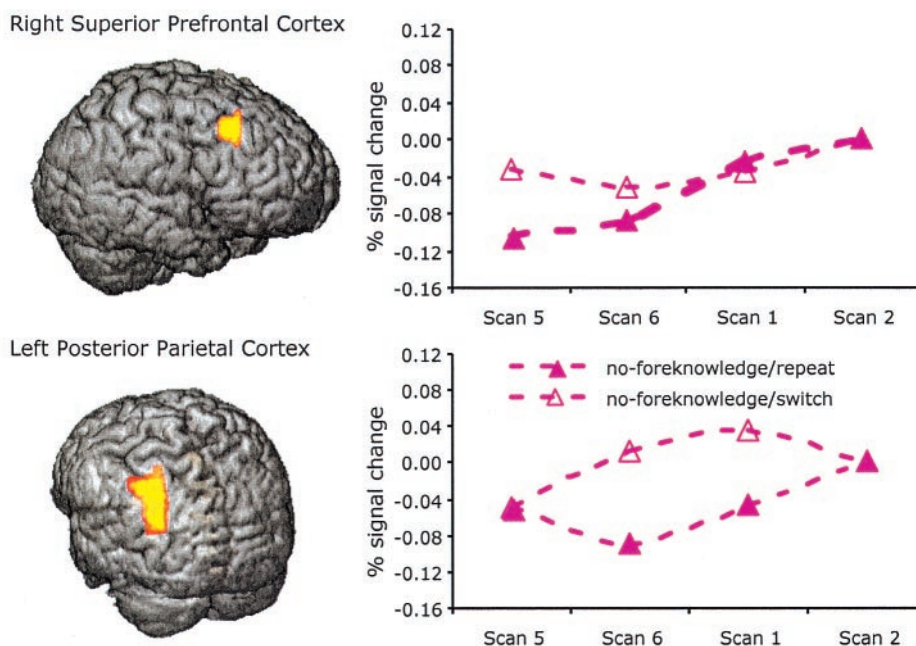 Right Superior Prefrontal Cortex
% signal change
0.12
0.08
0.04
0.00
-0.04
-0.08
-0.12
-0.16
Scan 5 Scan 6 Scan 1 Scan 2
Left Posterior Parietal Cortex
% signal change
0.12
0.08
0.04
0.00
-0.04
-0.08
-0.12
-0.16
no-foreknowledge/repeat
no-foreknowledge/switch
Scan 5 Scan 6 Scan 1 Scan 2